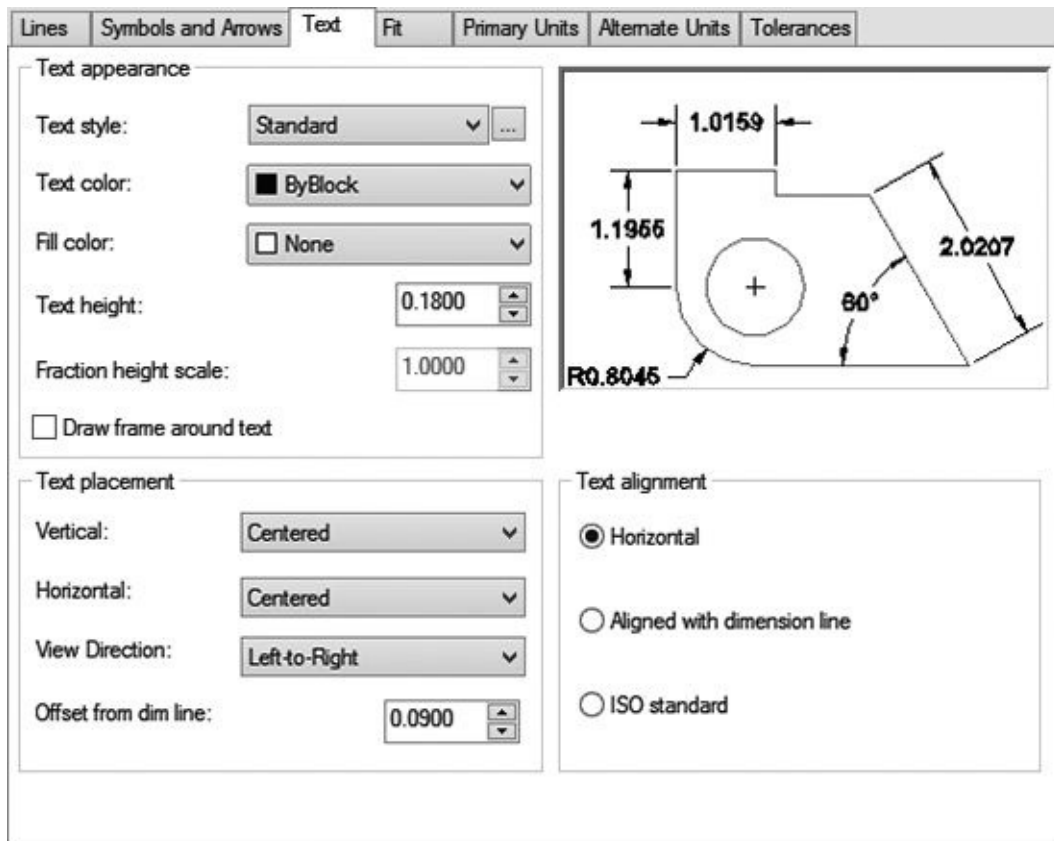 Lines Symbols and Arrows Text Fit Primary Units Alternate Units Tolerances
Text appearance
Text style: Standard ...
Text color: ByBlock
Fill color: None
Text height: 0.1800
Fraction height scale: 1.0000
Draw frame around text
1.0159
1.1955
2.0207
60°
R0.8045
Text placement
Vertical: Centered
Horizontal: Centered
View Direction: Left-to-Right
Offset from dim line: 0.0900
Text alignment
Horizontal
Aligned with dimension line
ISO standard